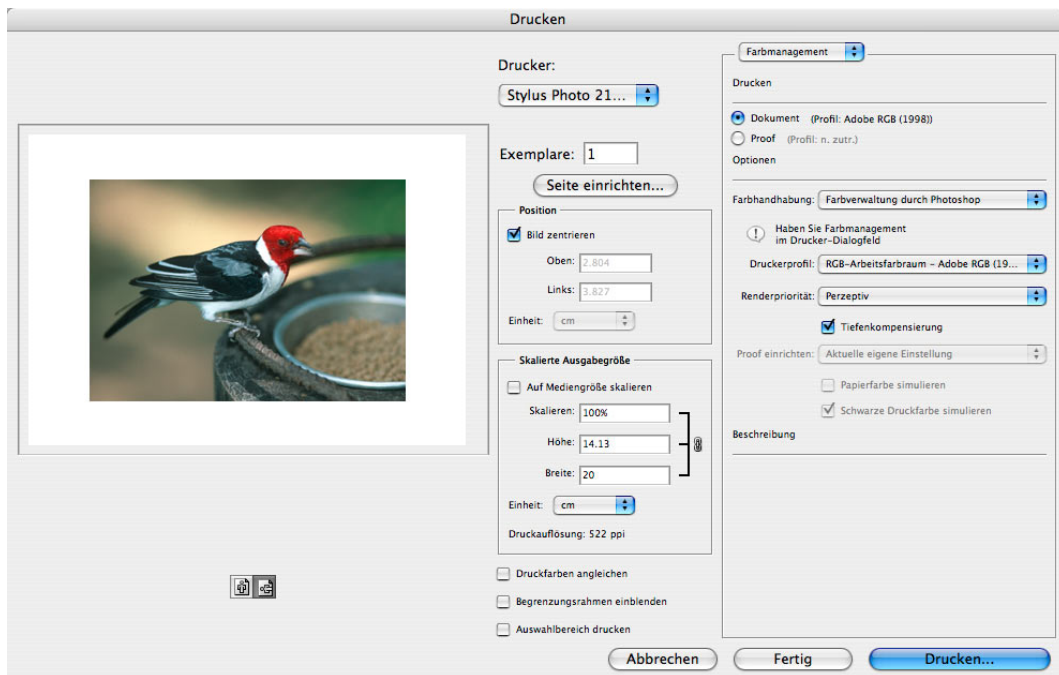 Drucken
Drucker:
Stylus Photo 21...
Exemplare: 1
Seite einrichten...
Position
Bild zentrieren
Oben: 2.804
Links: 3.827
Einheit: cm
Skalierte Ausgabegröße
Auf Mediengröße skalieren
Skalieren: 100%
Höhe: 14.13
Breite: 20
Einheit: cm
Druckauflösung: 522 ppi
Druckfarben angleichen
Begrenzungsrahmen einblenden
Auswahlbereich drucken
Farbmanagement
Drucken
Dokument (Profil: Adobe RGB (1998))
Proof (Profil: n. zutr.)
Optionen
Farbhandhabung: Farbverwaltung durch Photoshop
Haben Sie Farbmanagement
im Drucker-Dialogfeld
Druckerprofil: RGB-Arbeitsfarbraum - Adobe RGB (19...
Renderpriorität: Perzeptiv
Tiefenkompensierung
Proof einrichten: Aktuelle eigene Einstellung
Papierfarbe simulieren
Schwarze Druckfarbe simulieren
Beschreibung
Abbrechen
Fertig
Drucken...